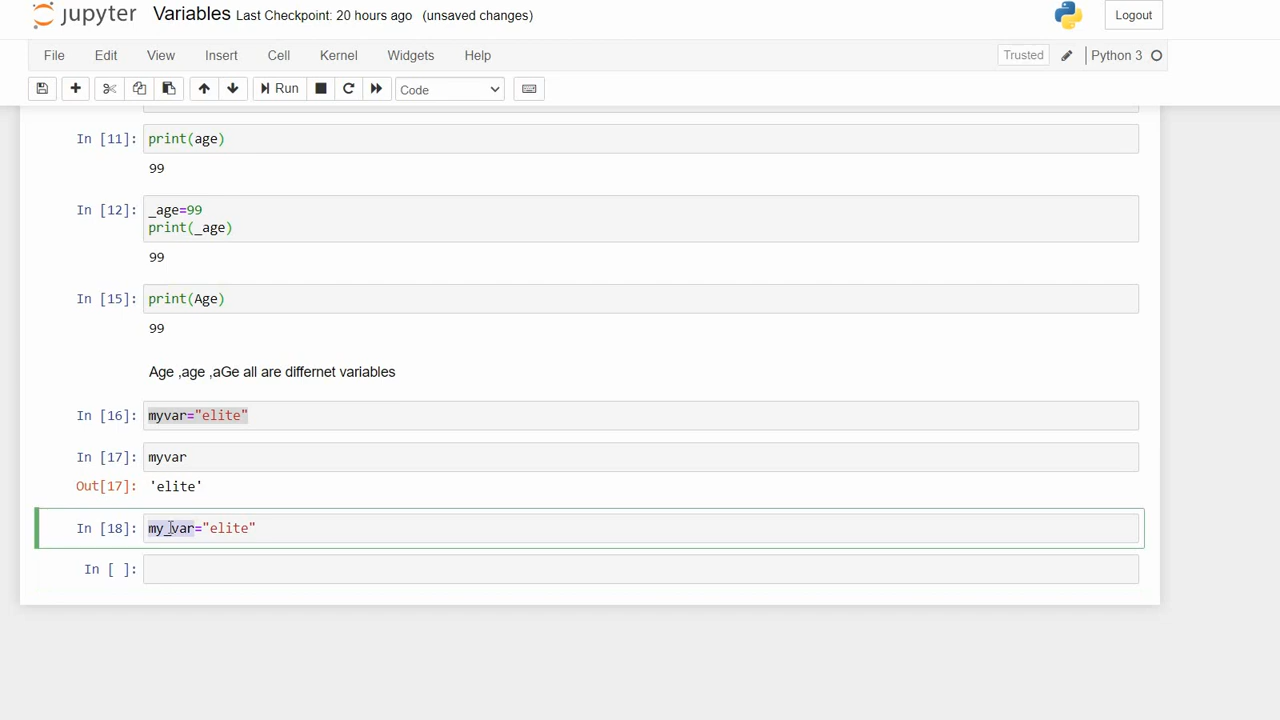 jupyter Variables Last Checkpoint: 20 hours ago (unsaved changes) Logout
File Edit View Insert Cell Kernel Widgets Help Trusted Python 3
Run Code
In [11]: print(age)
99
In [12]: _age=99
print(_age)
99
In [15]: print(Age)
99
Age ,age ,aGe all are differnet variables
In [16]: myvar="elite"
In [17]: myvar
Out[17]: 'elite'
In [18]: my_var="elite"
In [ ]: